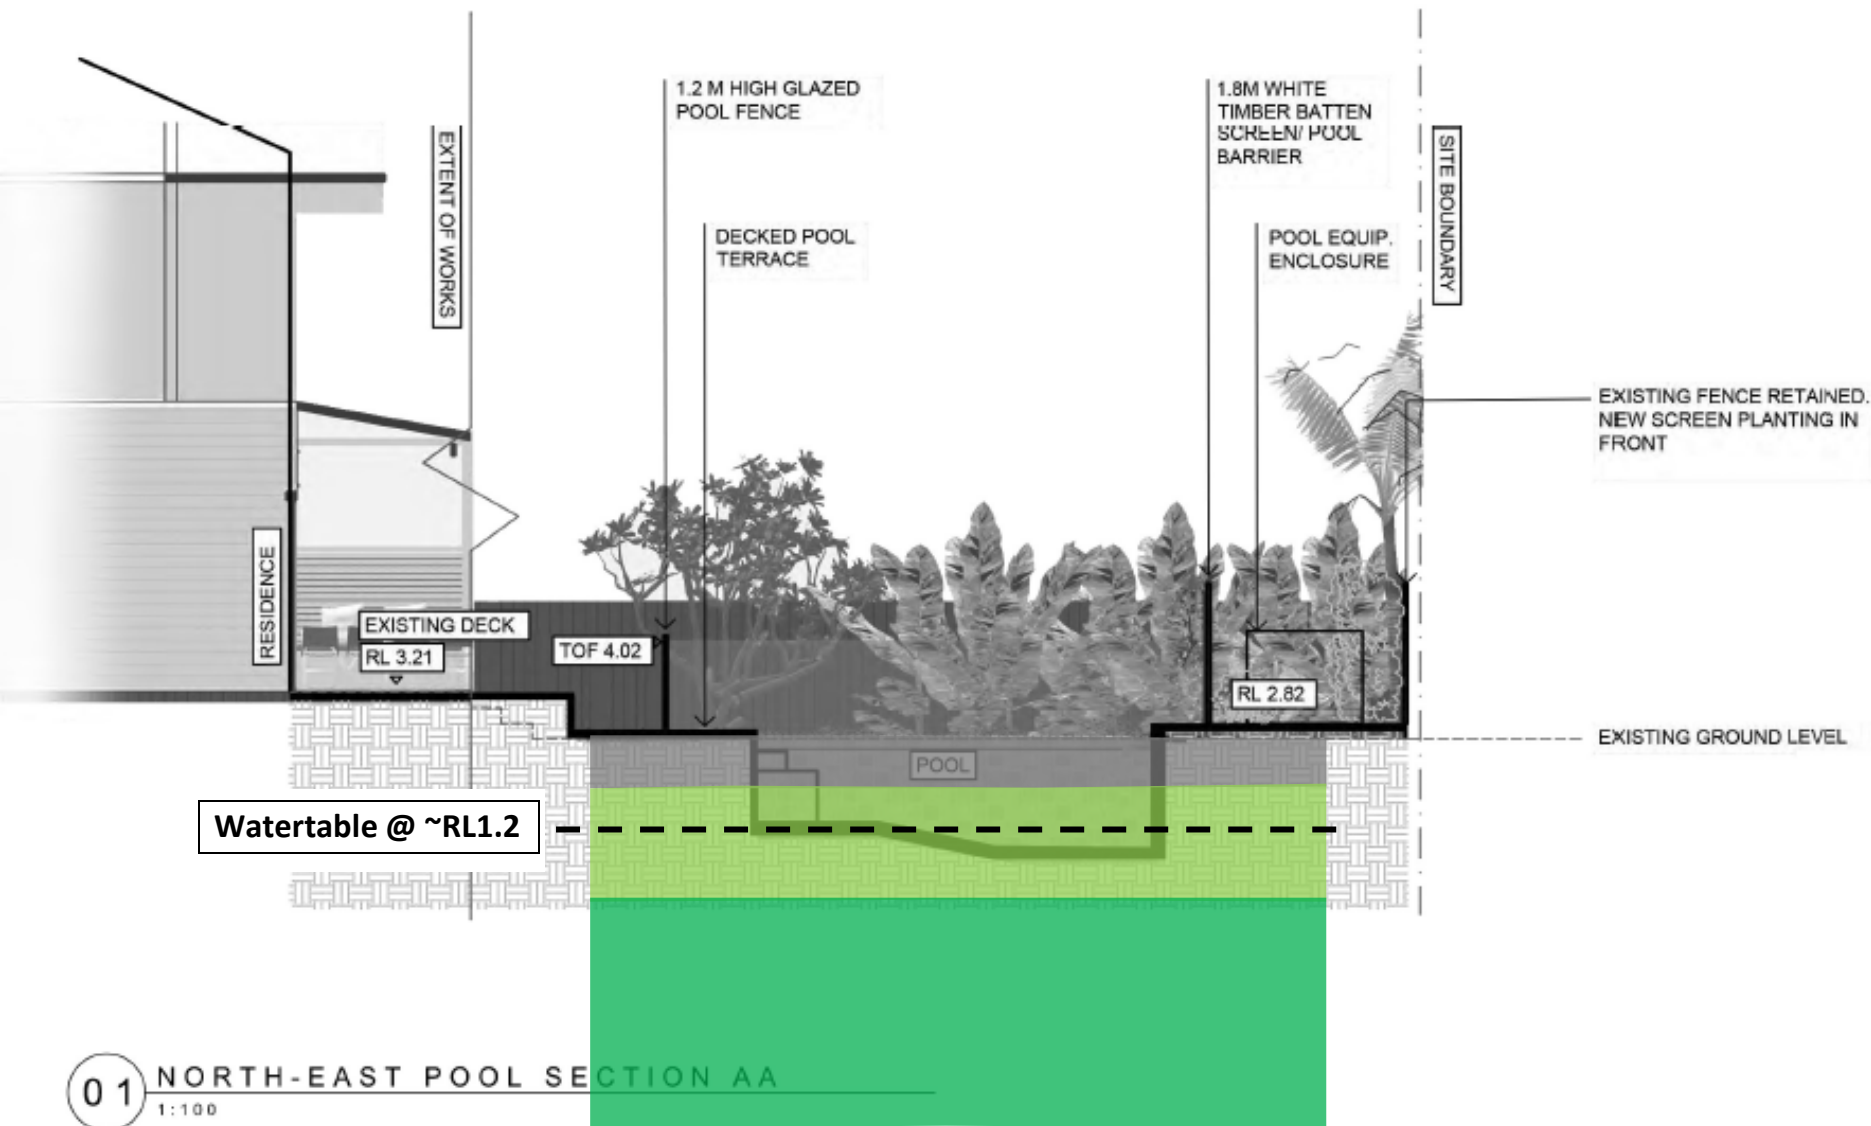 1.2 M HIGH GLAZED
POOL FENCE
1.8M WHITE
TIMBER BATTEN
SCREEN/ POOL
BARRIER
EXTENT OF WORKS
SITE BOUNDARY
DECKED POOL
TERRACE
POOL EQUIP.
ENCLOSURE
EXISTING FENCE RETAINED.
NEW SCREEN PLANTING IN
FRONT
RESIDENCE
EXISTING DECK
RL 3.21
TOF 4.02
RL 2.82
EXISTING GROUND LEVEL
POOL
Watertable @ ~RL1.2
01 NORTH-EAST POOL SECTION AA
1:100